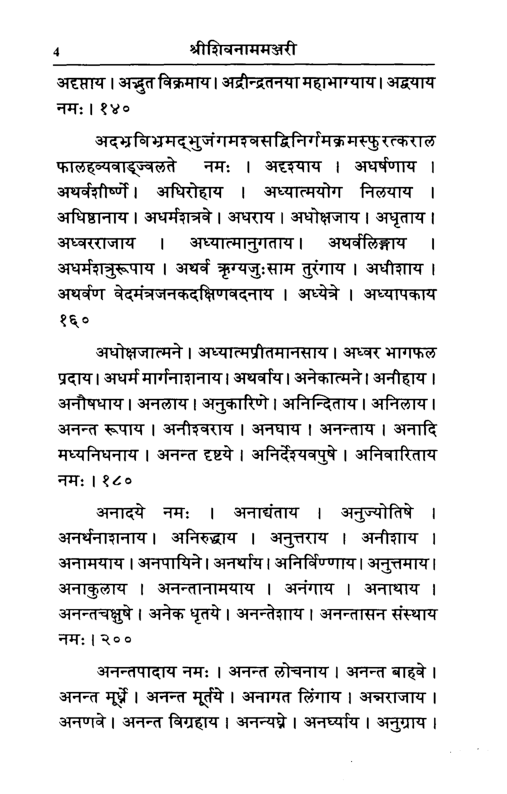 4
श्रीशिवनाममञ्जरी
अदृप्ताय । अद्भुत विक्रमाय । अद्रीन्द्रतनया महाभाग्याय । अद्वयाय
नमः । १४०
अदभ्रविभ्रमद्भुजंगमश्वसद्विनिर्गमक्रमस्फुरत्कराल
फालहव्यवाड्ज्वलते नमः । अदृश्याय । अधर्षणाय ।
अथर्वशीर्ष्णे । अधिरोहाय । अध्यात्मयोग निलयाय ।
अधिष्ठानाय । अधर्मशत्रवे । अधराय । अधोक्षजाय । अधृताय ।
अध्वरराजाय । अध्यात्मानुगताय । अथर्वलिङ्गाय ।
अधर्मशत्रुरूपाय । अथर्व ऋग्यजुःसाम तुरंगाय । अधीशाय ।
अथर्वण वेदमंत्रजनकदक्षिणवदनाय । अध्येत्रे । अध्यापकाय
१६०
अधोक्षजात्मने । अध्यात्मप्रीतमानसाय । अध्वर भागफल
प्रदाय । अधर्म मार्गनाशनाय । अथर्वाय । अनेकात्मने । अनीहाय ।
अनौषधाय । अनलाय । अनुकारिणे । अनिन्दिताय । अनिलाय ।
अनन्त रूपाय । अनीश्वराय । अनघाय । अनन्ताय । अनादि
मध्यनिधनाय । अनन्त दृष्टये । अनिर्देश्यवपुषे । अनिवारिताय
नमः । १८०
अनादये नमः । अनाद्यंताय । अनुज्योतिषे ।
अनर्थनाशनाय । अनिरुद्धाय । अनुत्तराय । अनीशाय ।
अनामयाय । अनपायिने । अनर्थाय । अनिर्विण्णाय । अनुत्तमाय ।
अनाकुलाय । अनन्तानामयाय । अनंगाय । अनाथाय ।
अनन्तचक्षुषे । अनेक धृतये । अनन्तेशाय । अनन्तासन संस्थाय
नमः । २००
अनन्तपादाय नमः । अनन्त लोचनाय । अनन्त बाहवे ।
अनन्त मूर्ध्ने । अनन्त मूर्तये । अनागत लिंगाय । अन्नराजाय ।
अनणवे । अनन्त विग्रहाय । अनन्यघ्ने । अनर्घ्याय । अनुग्राय ।